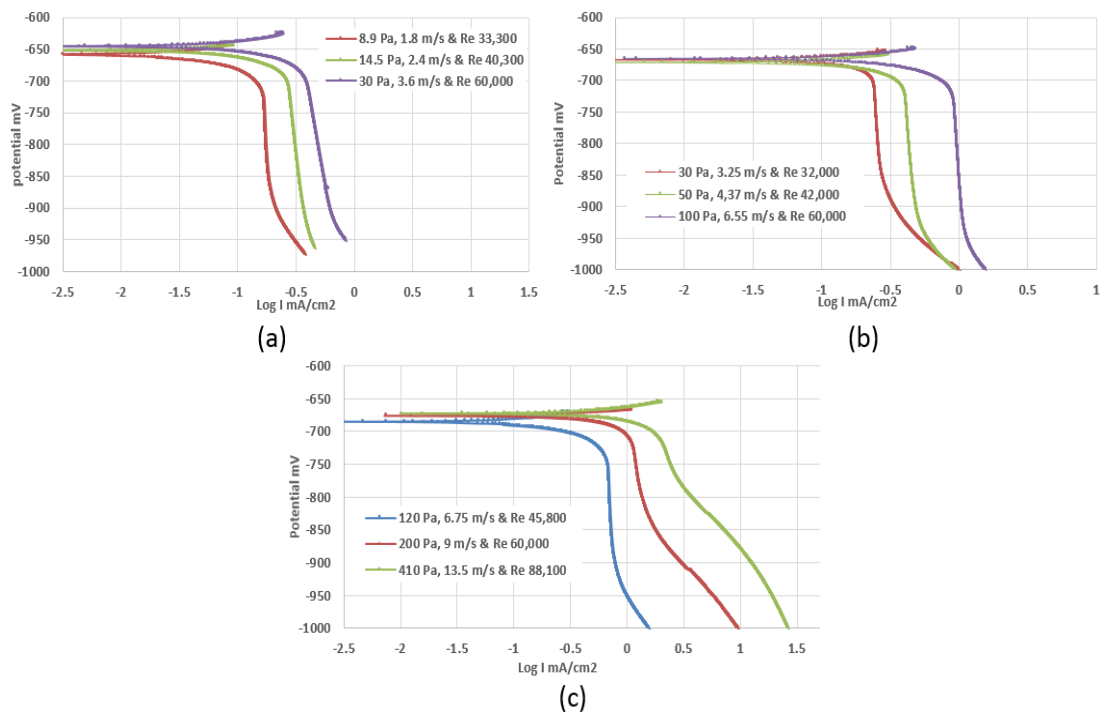 -600
-650
-700
-750
-800
-850
-900
-950
-1000
potential mV
8.9 Pa, 1.8 m/s & Re 33,300
14.5 Pa, 2.4 m/s & Re 40,300
30 Pa, 3.6 m/s & Re 60,000
-2.5 -2 -1.5 -1 -0.5 0 0.5 1 1.5
Log I mA/cm2
(a)
-600
-650
-700
-750
-800
-850
-900
-950
-1000
Potential mV
30 Pa, 3.25 m/s & Re 32,000
50 Pa, 4,37 m/s & Re 42,000
100 Pa, 6.55 m/s & Re 60,000
-2.5 -2 -1.5 -1 -0.5 0 0.5 1
Log I mA/cm2
(b)
-600
-650
-700
-750
-800
-850
-900
-950
-1000
Potential mV
120 Pa, 6.75 m/s & Re 45,800
200 Pa, 9 m/s & Re 60,000
410 Pa, 13.5 m/s & Re 88,100
-2.5 -2 -1.5 -1 -0.5 0 0.5 1 1.5
Log I mA/cm2
(c)